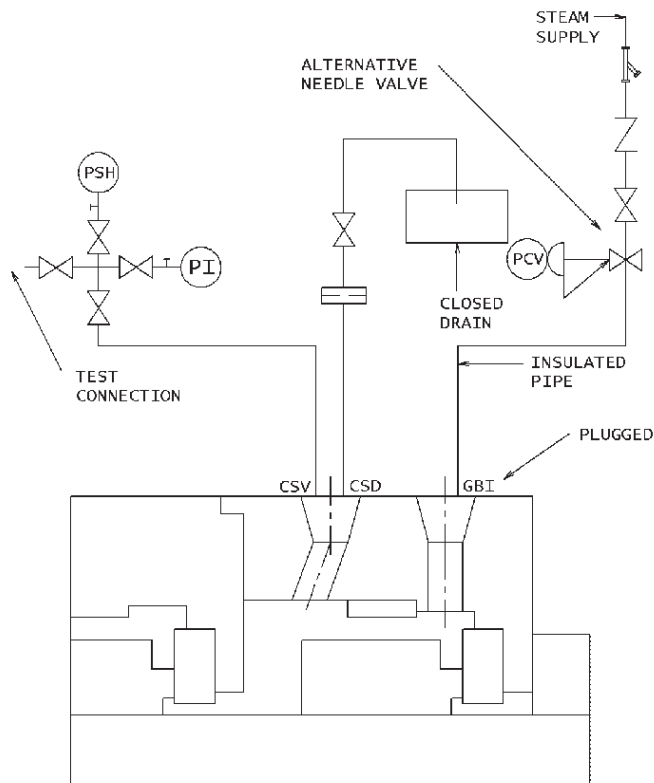 STEAM
SUPPLY
ALTERNATIVE
NEEDLE VALVE
PSH
PI
PCV
CLOSED
DRAIN
TEST
CONNECTION
INSULATED
PIPE
PLUGGED
CSV
CSD
GBI